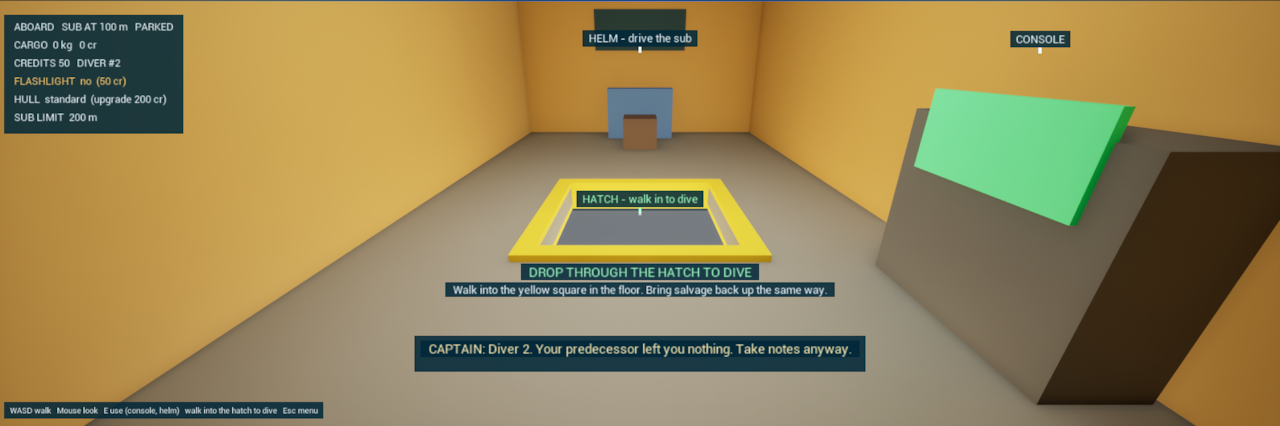 ABOARD SUB AT 100 m PARKED
CARGO 0 kg 0 cr
CREDITS 50 DIVER #2
FLASHLIGHT no (50 cr)
HULL standard (upgrade 200 cr)
SUB LIMIT 200 m
HELM - drive the sub
CONSOLE
HATCH - walk in to dive
DROP THROUGH THE HATCH TO DIVE
Walk into the yellow square in the floor. Bring salvage back up the same way.
CAPTAIN: Diver 2. Your predecessor left you nothing. Take notes anyway.
WASD walk Mouse look E use (console, helm) walk into the hatch to dive Esc menu